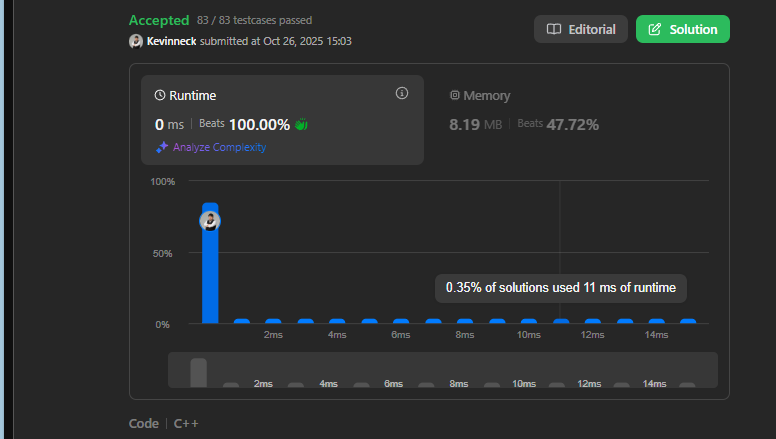 Accepted 83 / 83 testcases passed
Kevinneck submitted at Oct 26, 2025 15:03
Editorial
Solution
Runtime
0 ms | Beats 100.00%
Analyze Complexity
Memory
8.19 MB | Beats 47.72%
100%
50%
0%
0.35% of solutions used 11 ms of runtime
2ms 4ms 6ms 8ms 10ms 12ms 14ms
2ms 4ms 6ms 8ms 10ms 12ms 14ms
Code | C++